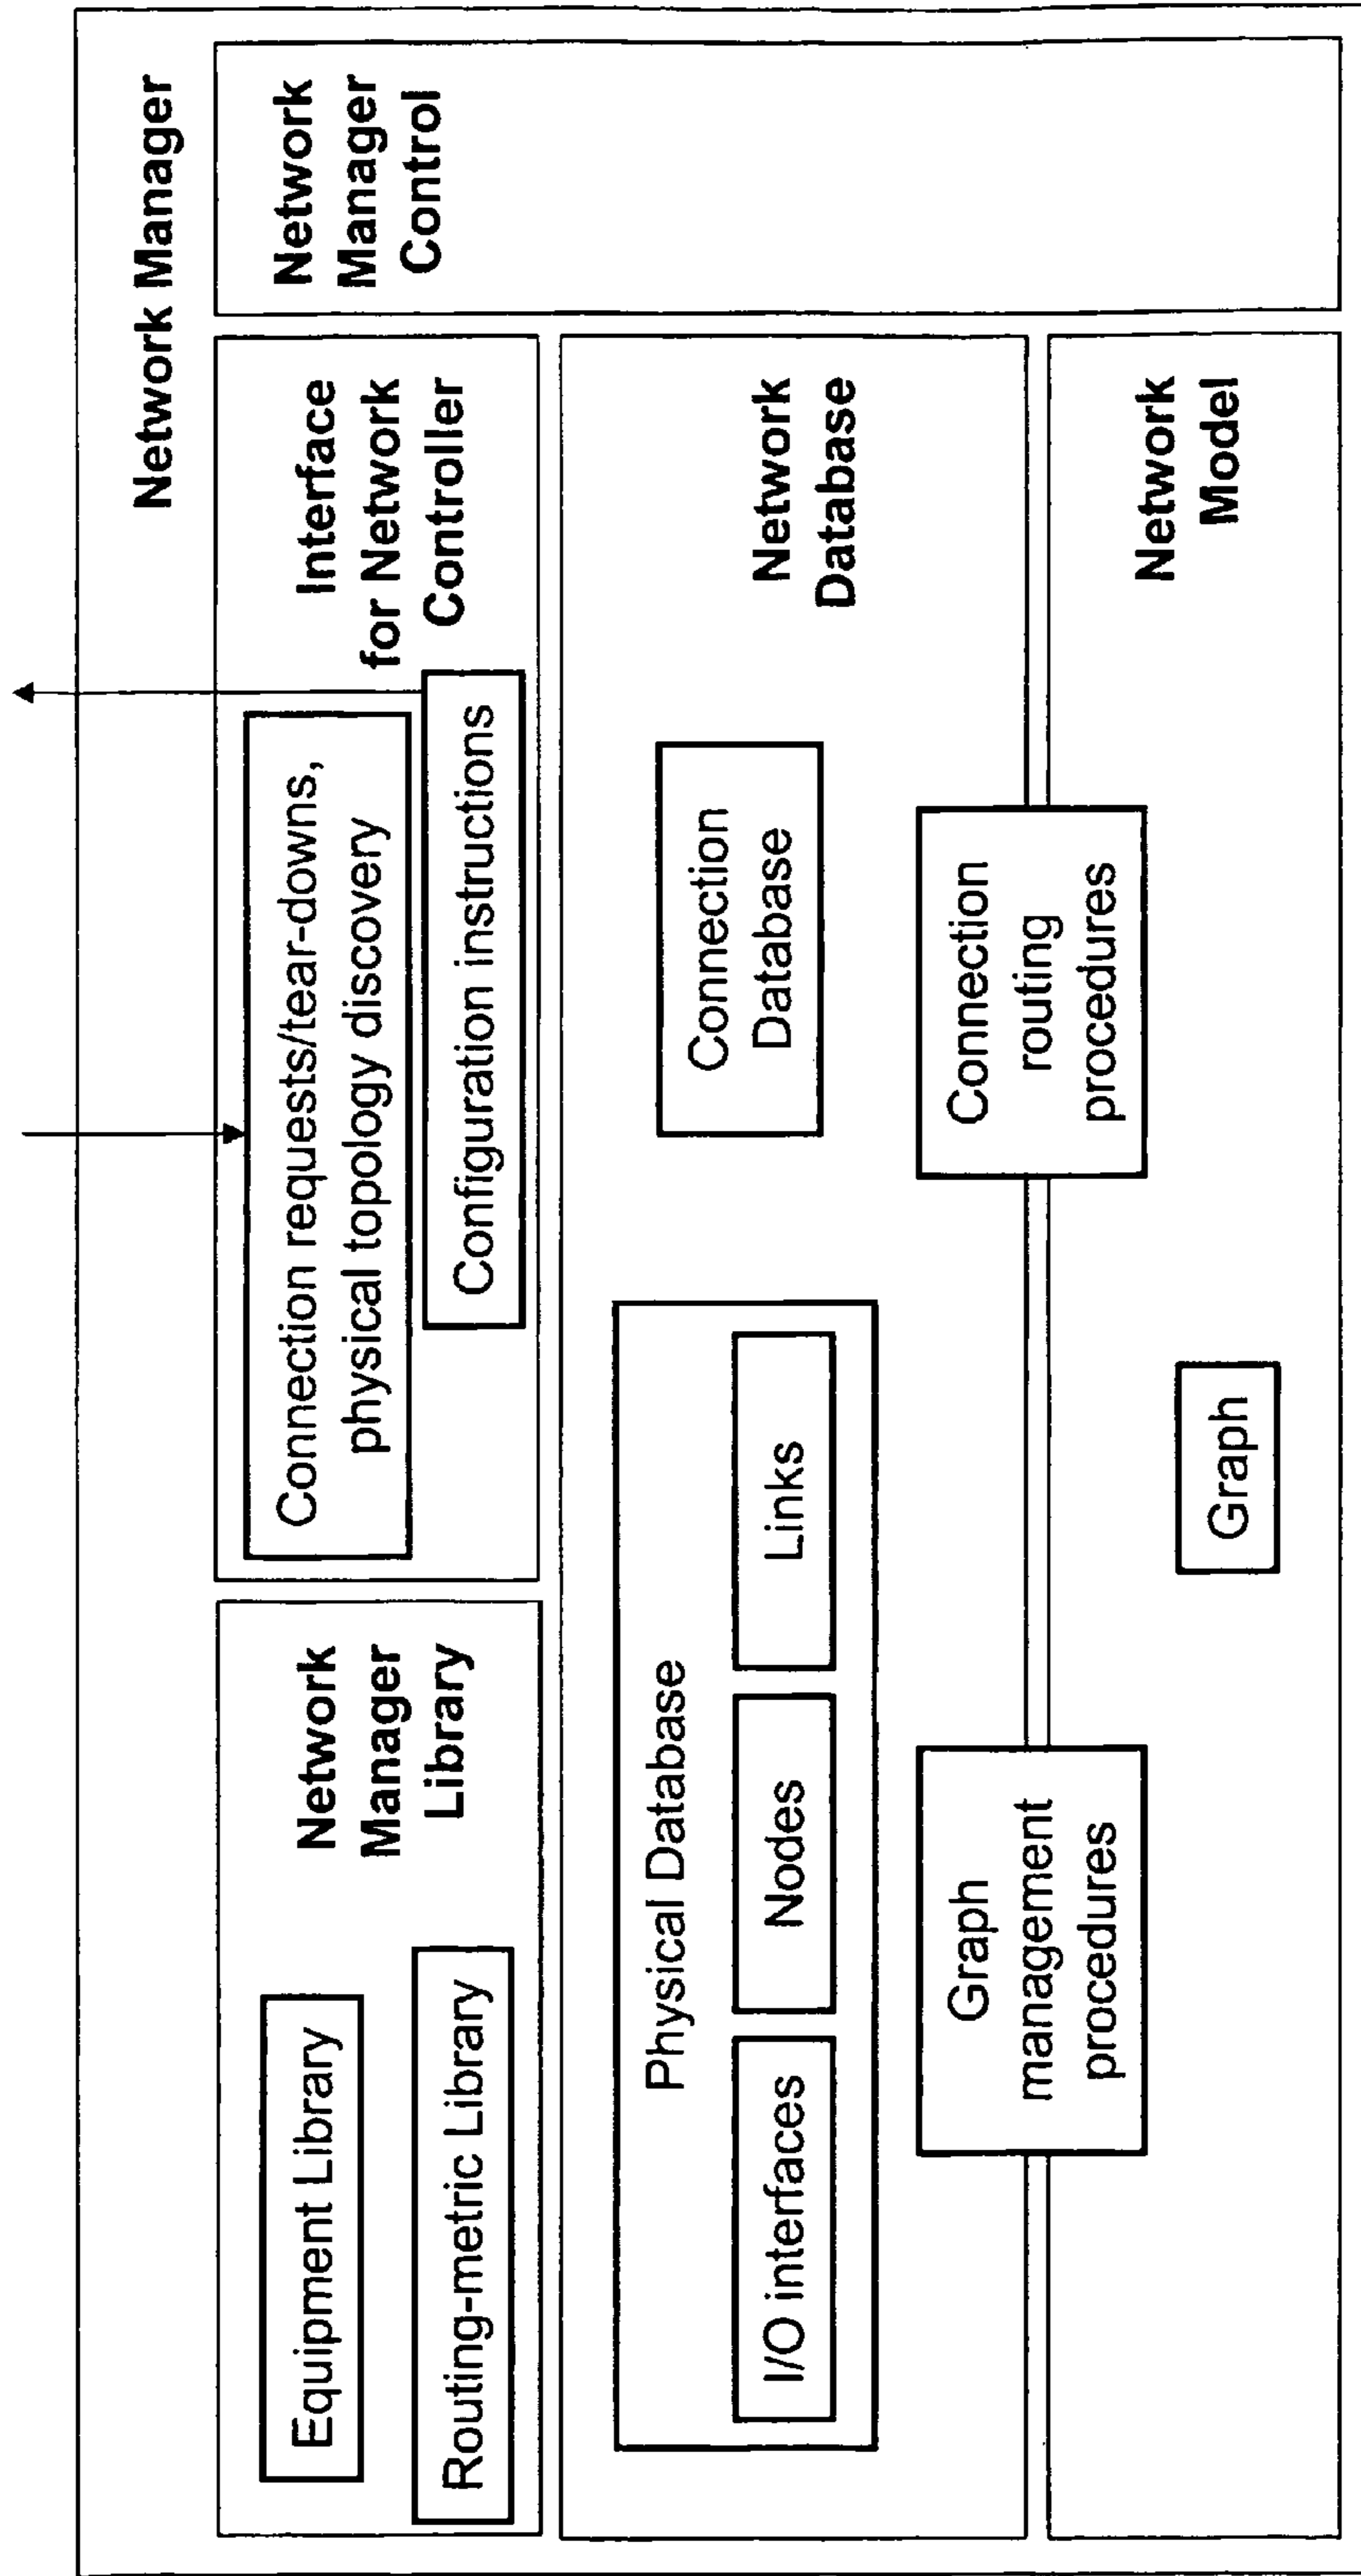 Network Manager
Network
Manager
Library
Equipment Library
Routing-metric Library
Interface
for Network
Controller
Connection requests/tear-downs,
physical topology discovery
Configuration instructions
Network
Manager
Control
Network
Database
Physical Database
I/O interfaces
Nodes
Links
Connection
Database
Graph
management
procedures
Connection
routing
procedures
Network
Model
Graph